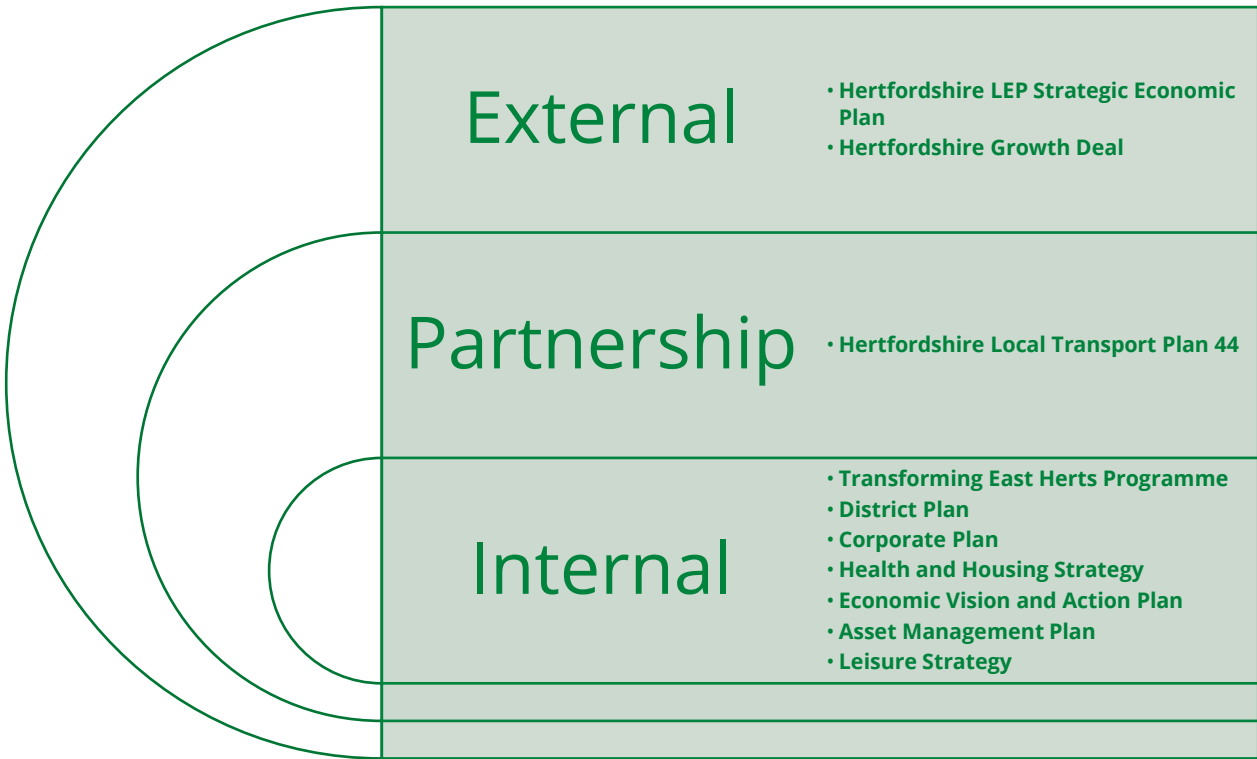 External
• Hertfordshire LEP Strategic Economic
Plan
• Hertfordshire Growth Deal
Partnership
• Hertfordshire Local Transport Plan 44
Internal
• Transforming East Herts Programme
• District Plan
• Corporate Plan
• Health and Housing Strategy
• Economic Vision and Action Plan
• Asset Management Plan
• Leisure Strategy